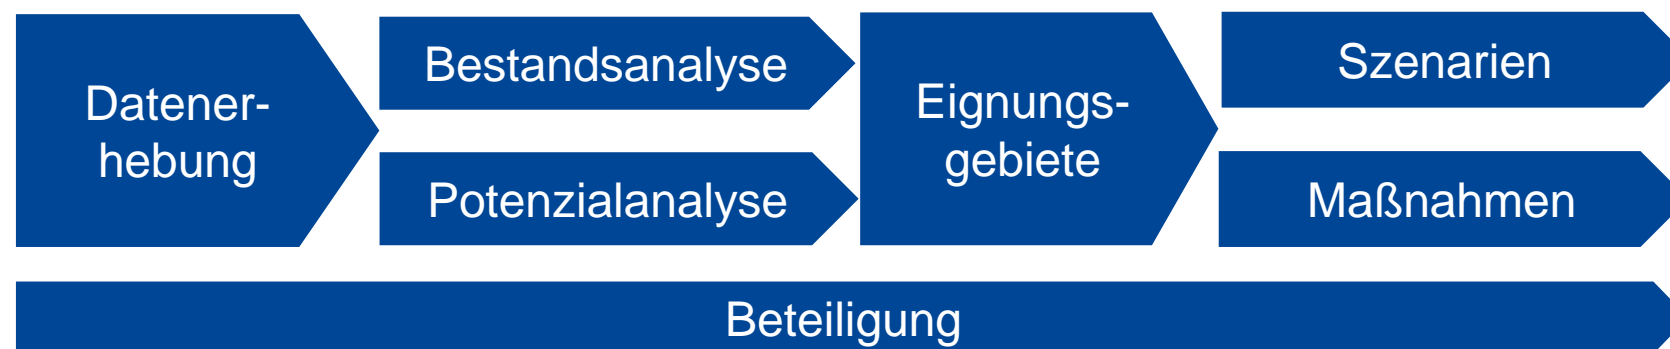 Datener-
hebung
Bestandsanalyse
Potenzialanalyse
Eignungs-
gebiete
Szenarien
Maßnahmen
Beteiligung